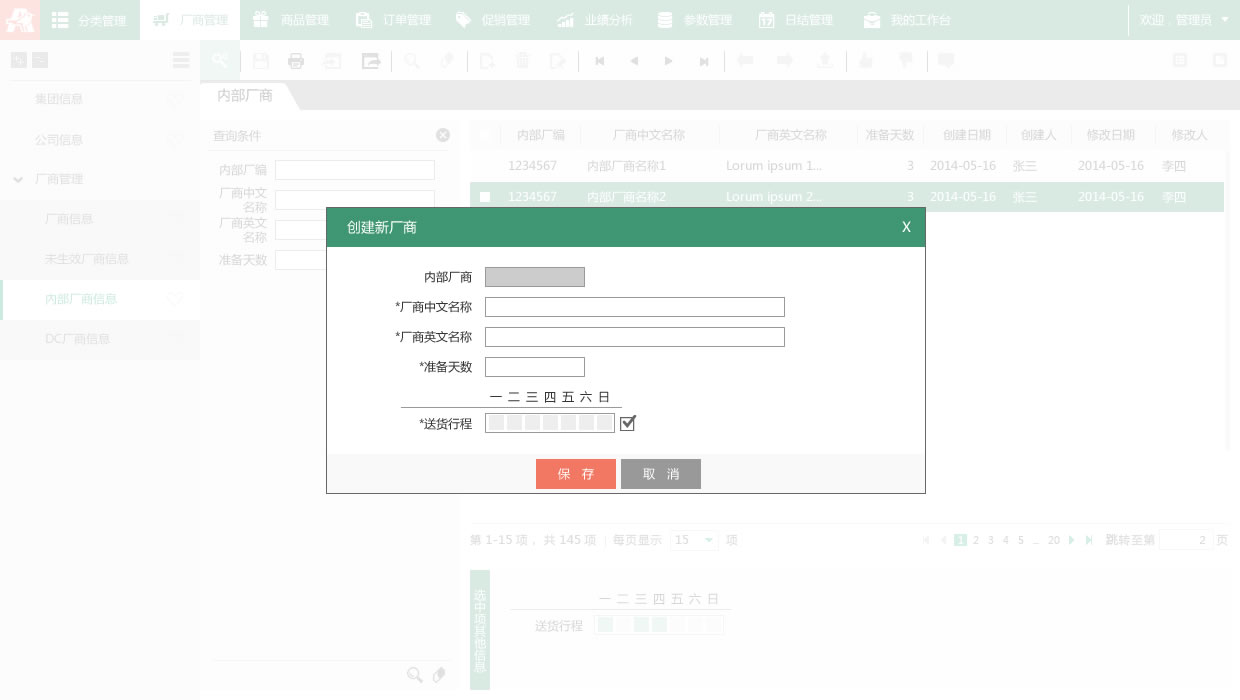 分类管理 厂商管理 商品管理 订单管理 促销管理 业绩分析 参数管理 日结管理 我的工作台 欢迎，管理员
17
内部厂商
集团信息
公司信息
厂商管理
厂商信息
未生效厂商信息
内部厂商信息
DC厂商信息
查询条件
内部厂编
厂商中文
名称
厂商英文
名称
准备天数
内部厂编 厂商中文名称 厂商英文名称 准备天数 创建日期 创建人 修改日期 修改人
1234567 内部厂商名称1 Lorum ipsum 1... 3 2014-05-16 张三 2014-05-16 李四
1234567 内部厂商名称2 Lorum ipsum 2... 3 2014-05-16 张三 2014-05-16 李四
创建新厂商 X
内部厂商
*厂商中文名称
*厂商英文名称
*准备天数
一 二 三 四 五 六 日
*送货行程
保 存 取 消
第 1-15 项 ，共 145 项 | 每页显示 15 项
1 2 3 4 5 ... 20 跳转至第 2 页
选中项其他信息
一 二 三 四 五 六 日
送货行程